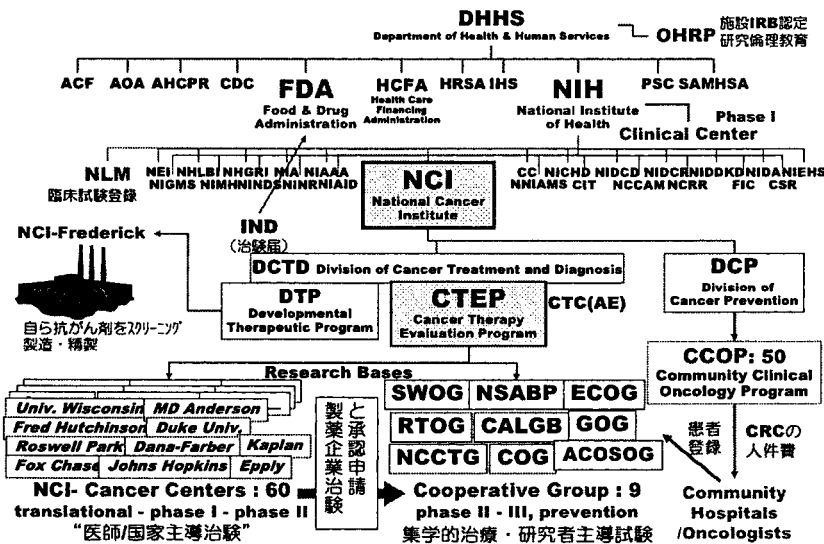 DHHS
Department of Health & Human Services
OHRP
施設IRB認定
研究倫理教育
ACF AOA AHCPR CDC
FDA
Food & Drug
Administration
HCFA
Health Care
Financing
Administration
HRSA IHS
NIH
National Institute
of Health
PSC SAMHSA
Phase I
Clinical Center
NLM
臨床試験登録
NEI NHLBI NHGRI NIA NIAAA
NIGMS NIMH NINDS NINR NIAID
NCI
National Cancer
Institute
CC NICHD NIDCD NIDCR NIDDKD NIDA NIEHS
NNIAMS CIT NCCAM NCRR FIC CSR
NCI-Frederick
自ら抗がん剤をスクリーニング
製造・精製
IND
(治験届)
DCTD Division of Cancer Treatment and Diagnosis
DTP
Developmental
Therapeutic Program
CTEP
Cancer Therapy
Evaluation Program
CTC(AE)
DCP
Division of
Cancer Prevention
CCOP: 50
Community Clinical
Oncology Program
Research Bases
Univ. Wisconsin MD Anderson
Fred Hutchinson Duke Univ.
Roswell Park Dana-Farber Kaplan
Fox Chase Johns Hopkins Epply
NCI- Cancer Centers : 60
translational - phase I - phase II
“医師/国家主導治験”
製薬企業治験
と承認申請
SWOG NSABP ECOG
RTOG CALGB GOG
NCCTG COG ACOSOG
Cooperative Group : 9
phase II - III, prevention
集学的治療・研究者主導試験
患者
登録
CRCの
人件費
Community
Hospitals
/Oncologists